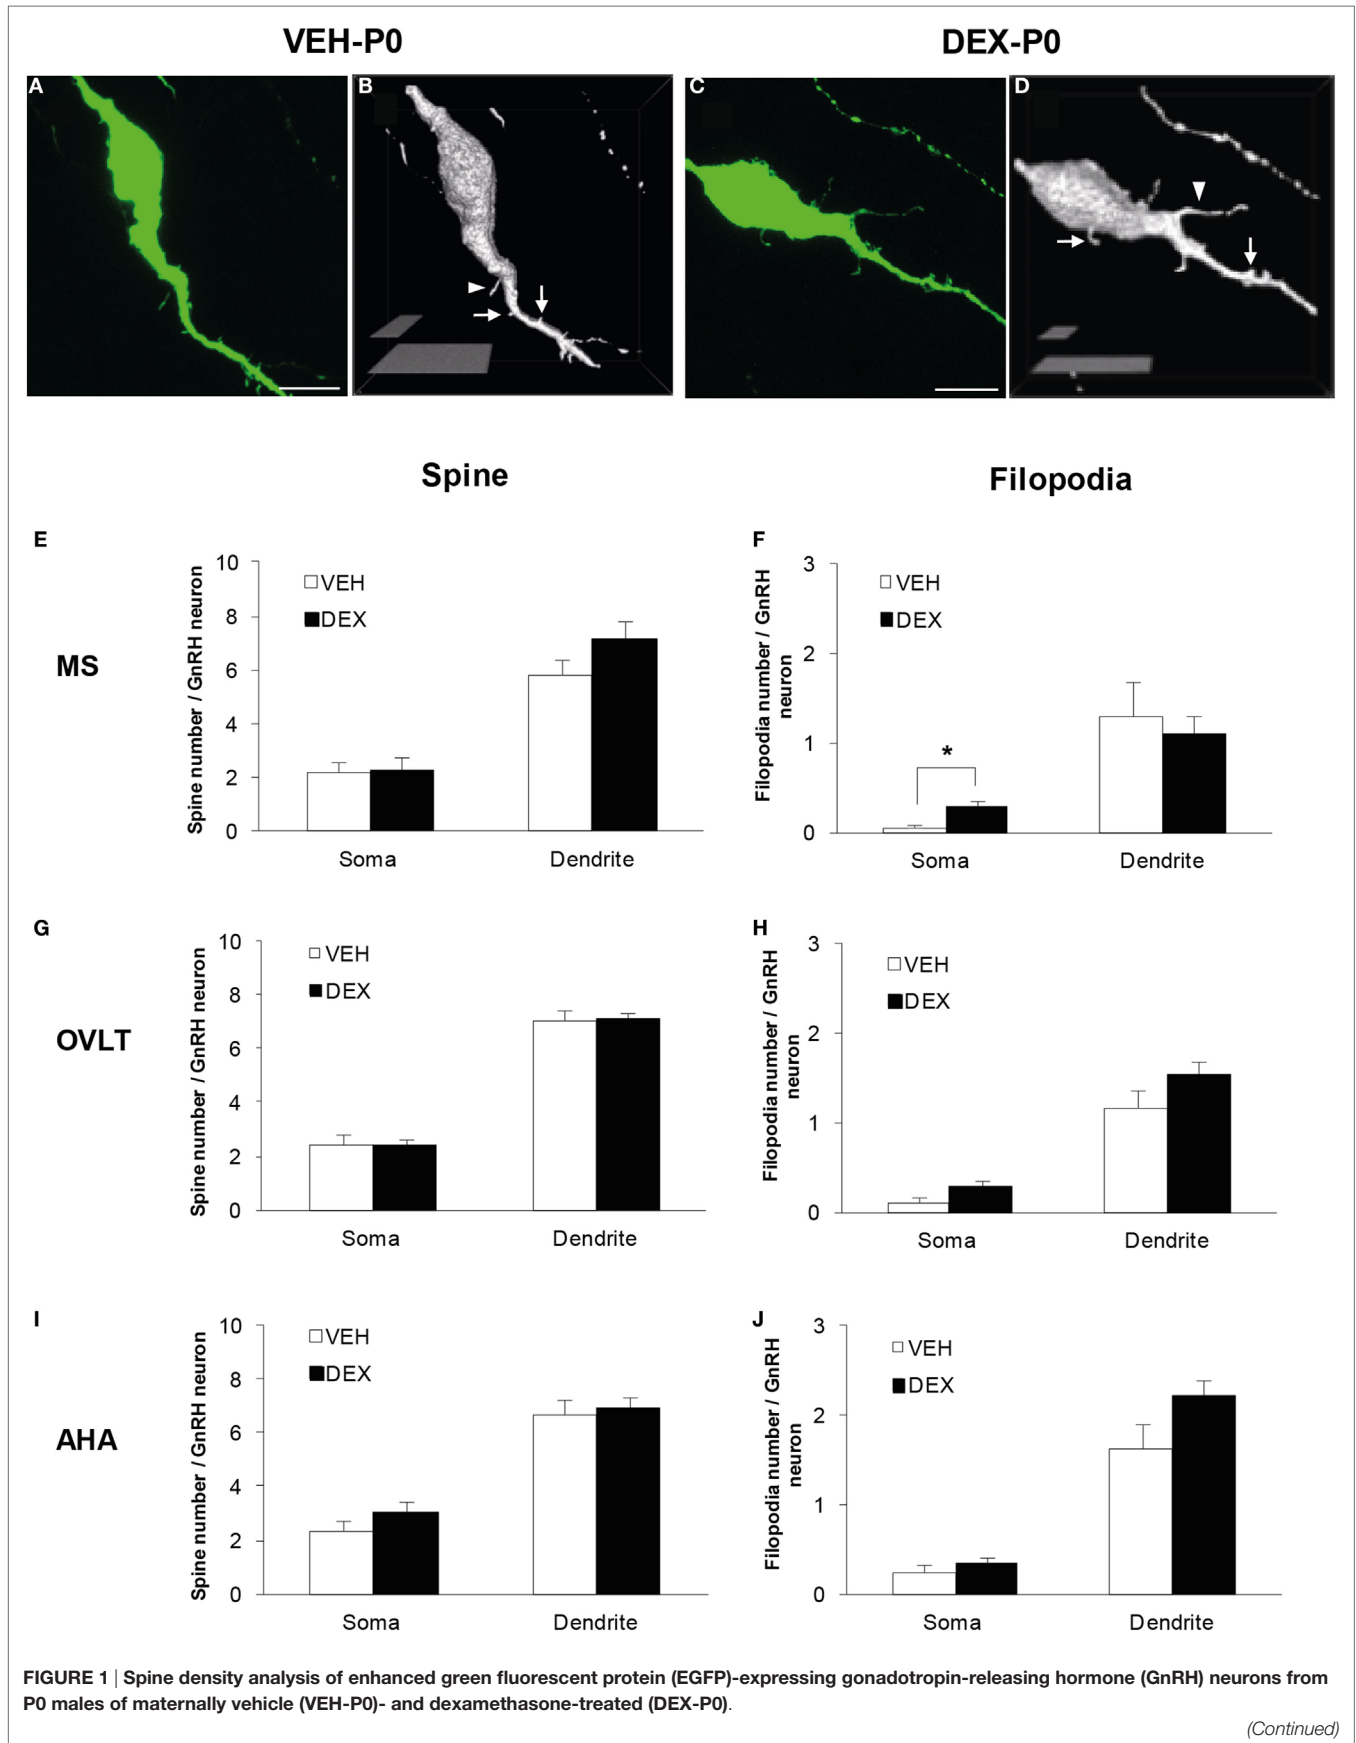 VEH-P0
DEX-P0
A
B
C
D
Spine
Filopodia
E
10
8
6
4
2
0
Spine number / GnRH neuron
VEH
DEX
Soma
Dendrite
MS
F
3
2
1
0
Filopodia number / GnRH
neuron
VEH
DEX
*
Soma
Dendrite
G
10
8
6
4
2
0
Spine number / GnRH neuron
VEH
DEX
Soma
Dendrite
OVLT
H
3
2
1
0
Filopodia number / GnRH
neuron
VEH
DEX
Soma
Dendrite
I
10
8
6
4
2
0
Spine number / GnRH neuron
VEH
DEX
Soma
Dendrite
AHA
J
3
2
1
0
Filopodia number / GnRH
neuron
VEH
DEX
Soma
Dendrite
FIGURE 1 | Spine density analysis of enhanced green fluorescent protein (EGFP)-expressing gonadotropin-releasing hormone (GnRH) neurons from
P0 males of maternally vehicle (VEH-P0)- and dexamethasone-treated (DEX-P0).
(Continued)